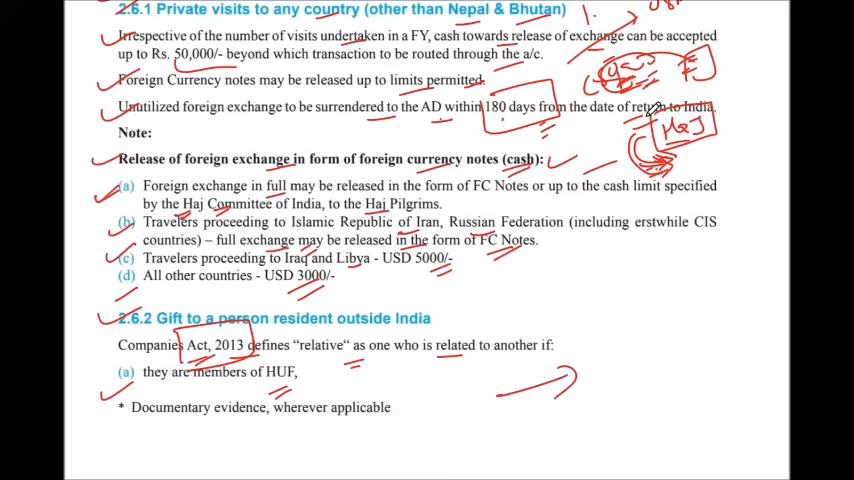 2.6.1 Private visits to any country (other than Nepal & Bhutan)
1.
Irrespective of the number of visits undertaken in a FY, cash towards release of exchange can be accepted
up to Rs. 50,000/- beyond which transaction to be routed through the a/c.
Foreign Currency notes may be released up to limits permitted.
Unutilized foreign exchange to be surrendered to the AD within 180 days from the date of return to India.
Note:
HQJ
Release of foreign exchange in form of foreign currency notes (cash):
(a) Foreign exchange in full may be released in the form of FC Notes or up to the cash limit specified
by the Haj Committee of India, to the Haj Pilgrims.
(b) Travelers proceeding to Islamic Republic of Iran, Russian Federation (including erstwhile CIS
countries) – full exchange may be released in the form of FC Notes.
(c) Travelers proceeding to Iraq and Libya - USD 5000/-
(d) All other countries - USD 3000/-
2.6.2 Gift to a person resident outside India
Companies Act, 2013 defines “relative“ as one who is related to another if:
(a) they are members of HUF,
* Documentary evidence, wherever applicable